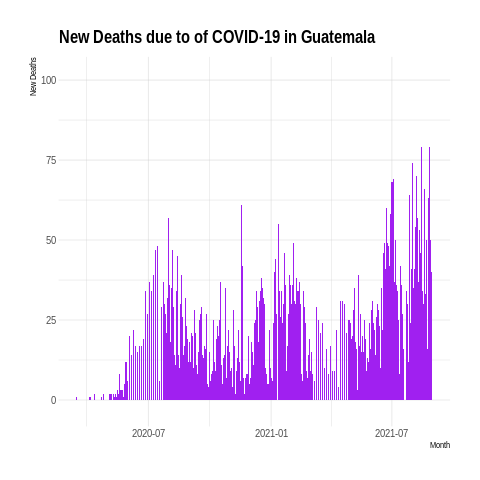 New Deaths due to of COVID-19 in Guatemala
New Deaths
100
75
50
25
0
2020-07
2021-01
2021-07
Month